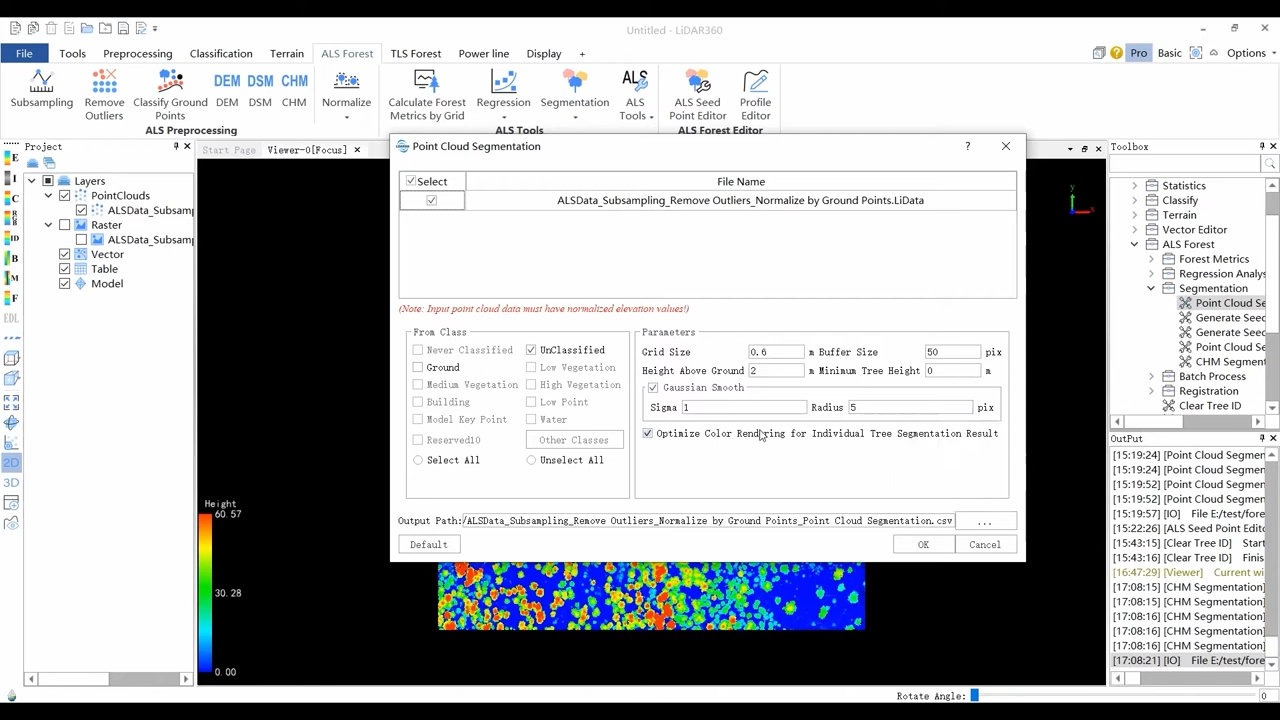 Untitled - LiDAR360
File Tools Preprocessing Classification Terrain ALS Forest TLS Forest Power line Display + Pro Basic Options
Subsampling Remove Outliers Classify Ground Points DEM DSM CHM Normalize Calculate Forest Metrics by Grid Regression Segmentation ALS Tools ALS Seed Point Editor Profile Editor
DEM DSM CHM ALS
ALS Preprocessing ALS Tools ALS Forest Editor
Project
Start Page Viewer-0[Focus]
Layers
PointClouds
ALSData_Subsam
Raster
ALSData_Subsam
Vector
Table
Model
E
I
C
ID
B
M
F
EDL
2D
3D
Point Cloud Segmentation ?
Select File Name
ALSData_Subsampling_Remove Outliers_Normalize by Ground Points.LiData
(Note: Input point cloud data must have normalized elevation values!)
From Class
Never Classified UnClassified
Ground Low Vegetation
Medium Vegetation High Vegetation
Building Low Point
Model Key Point Water
Reserved10 Other Classes
Select All Unselect All
Parameters
Grid Size 0.6 m Buffer Size 50 pix
Height Above Ground 2 m Minimum Tree Height 0 m
Gaussian Smooth
Sigma 1 Radius 5 pix
Optimize Color Rendering for Individual Tree Segmentation Result
Output Path: /ALSData_Subsampling_Remove Outliers_Normalize by Ground Points_Point Cloud Segmentation.csv ...
Default OK Cancel
Height
60.57
30.28
0.00
y
x
Toolbox
Statistics
Classify
Terrain
Vector Editor
ALS Forest
Forest Metrics
Regression Analys
Segmentation
Point Cloud Se
Generate Seed
Generate Seed
Point Cloud Se
CHM Segment
Batch Process
Registration
Clear Tree ID
OutPut
[15:19:24] [Point Cloud Segmen
[15:19:24] [Point Cloud Segmen
[15:19:52] [Point Cloud Segmen
[15:19:57] [IO] File E:/test/fore
[15:22:26] [ALS Seed Point Edito
[15:43:16] [Clear Tree ID] Start
[15:43:16] [Clear Tree ID] Finis
[16:47:29] [Viewer] Current wi
[17:08:15] [CHM Segmentation]
[17:08:15] [CHM Segmentation]
[17:08:16] [CHM Segmentation]
[17:08:16] [CHM Segmentation]
[17:08:21] [IO] File E:/test/fore
Rotate Angle: 0